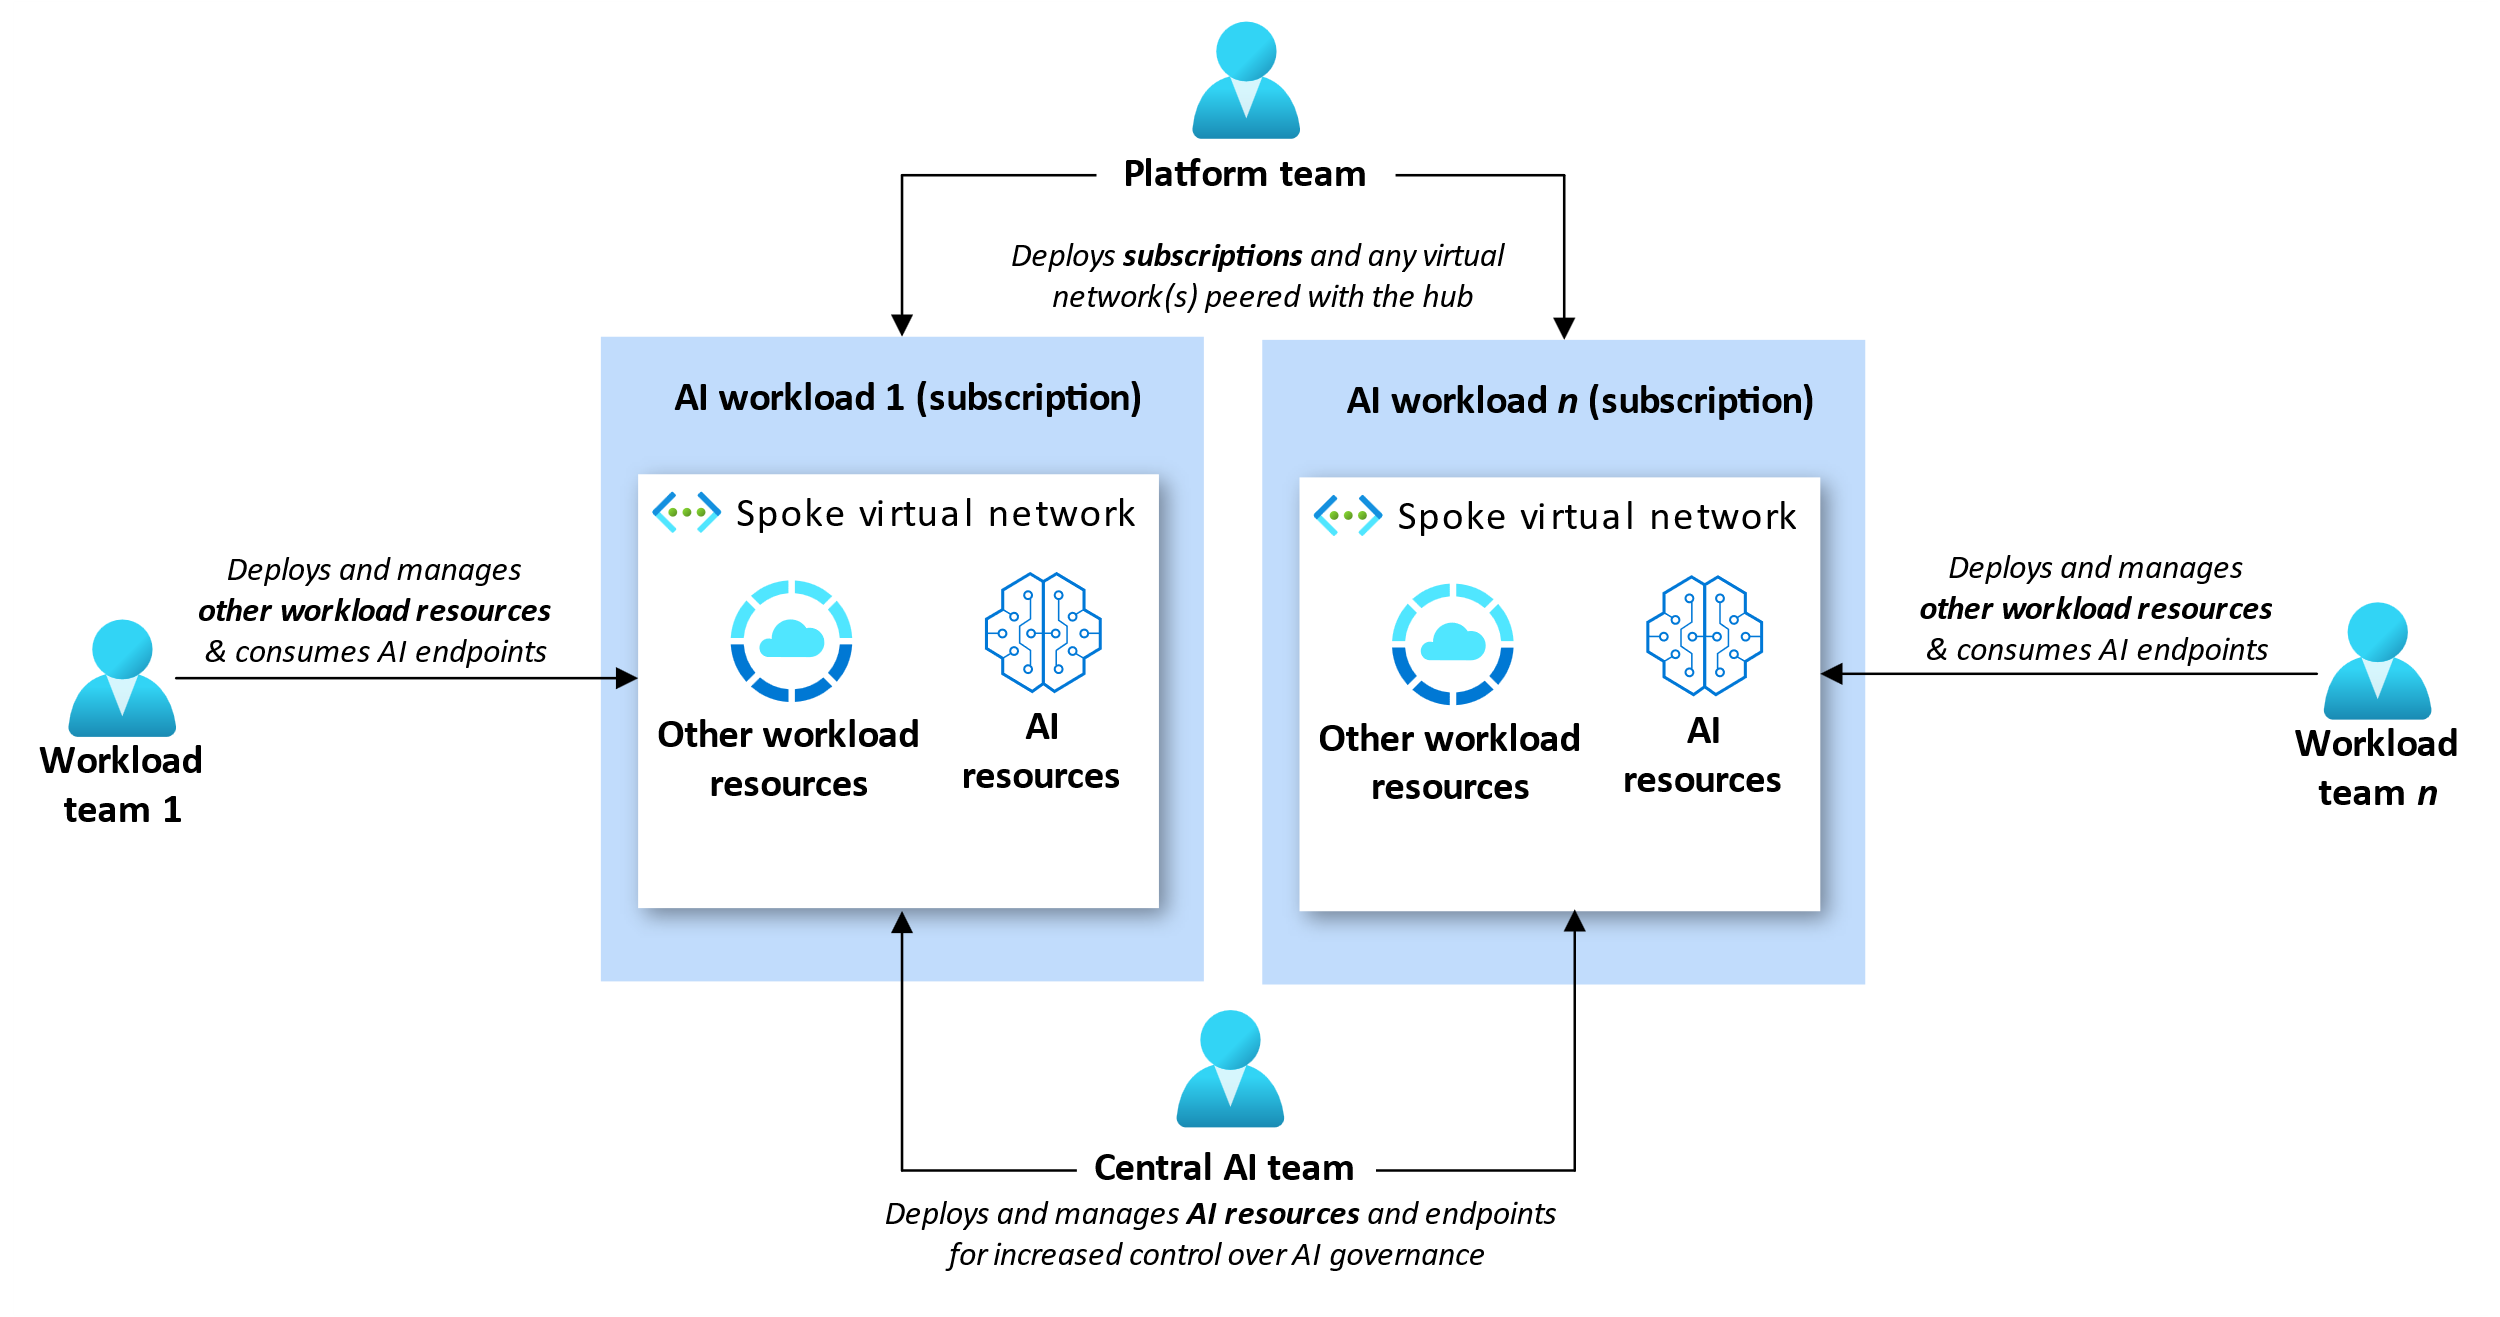 Platform team
Deploys subscriptions and any virtual
network(s) peered with the hub
AI workload 1 (subscription)
AI workload n (subscription)
Spoke virtual network
Spoke virtual network
Deploys and manages
other workload resources
& consumes AI endpoints
Deploys and manages
other workload resources
& consumes AI endpoints
Workload
team 1
Other workload
resources
AI
resources
Other workload
resources
AI
resources
Workload
team n
Central AI team
Deploys and manages AI resources and endpoints
for increased control over AI governance